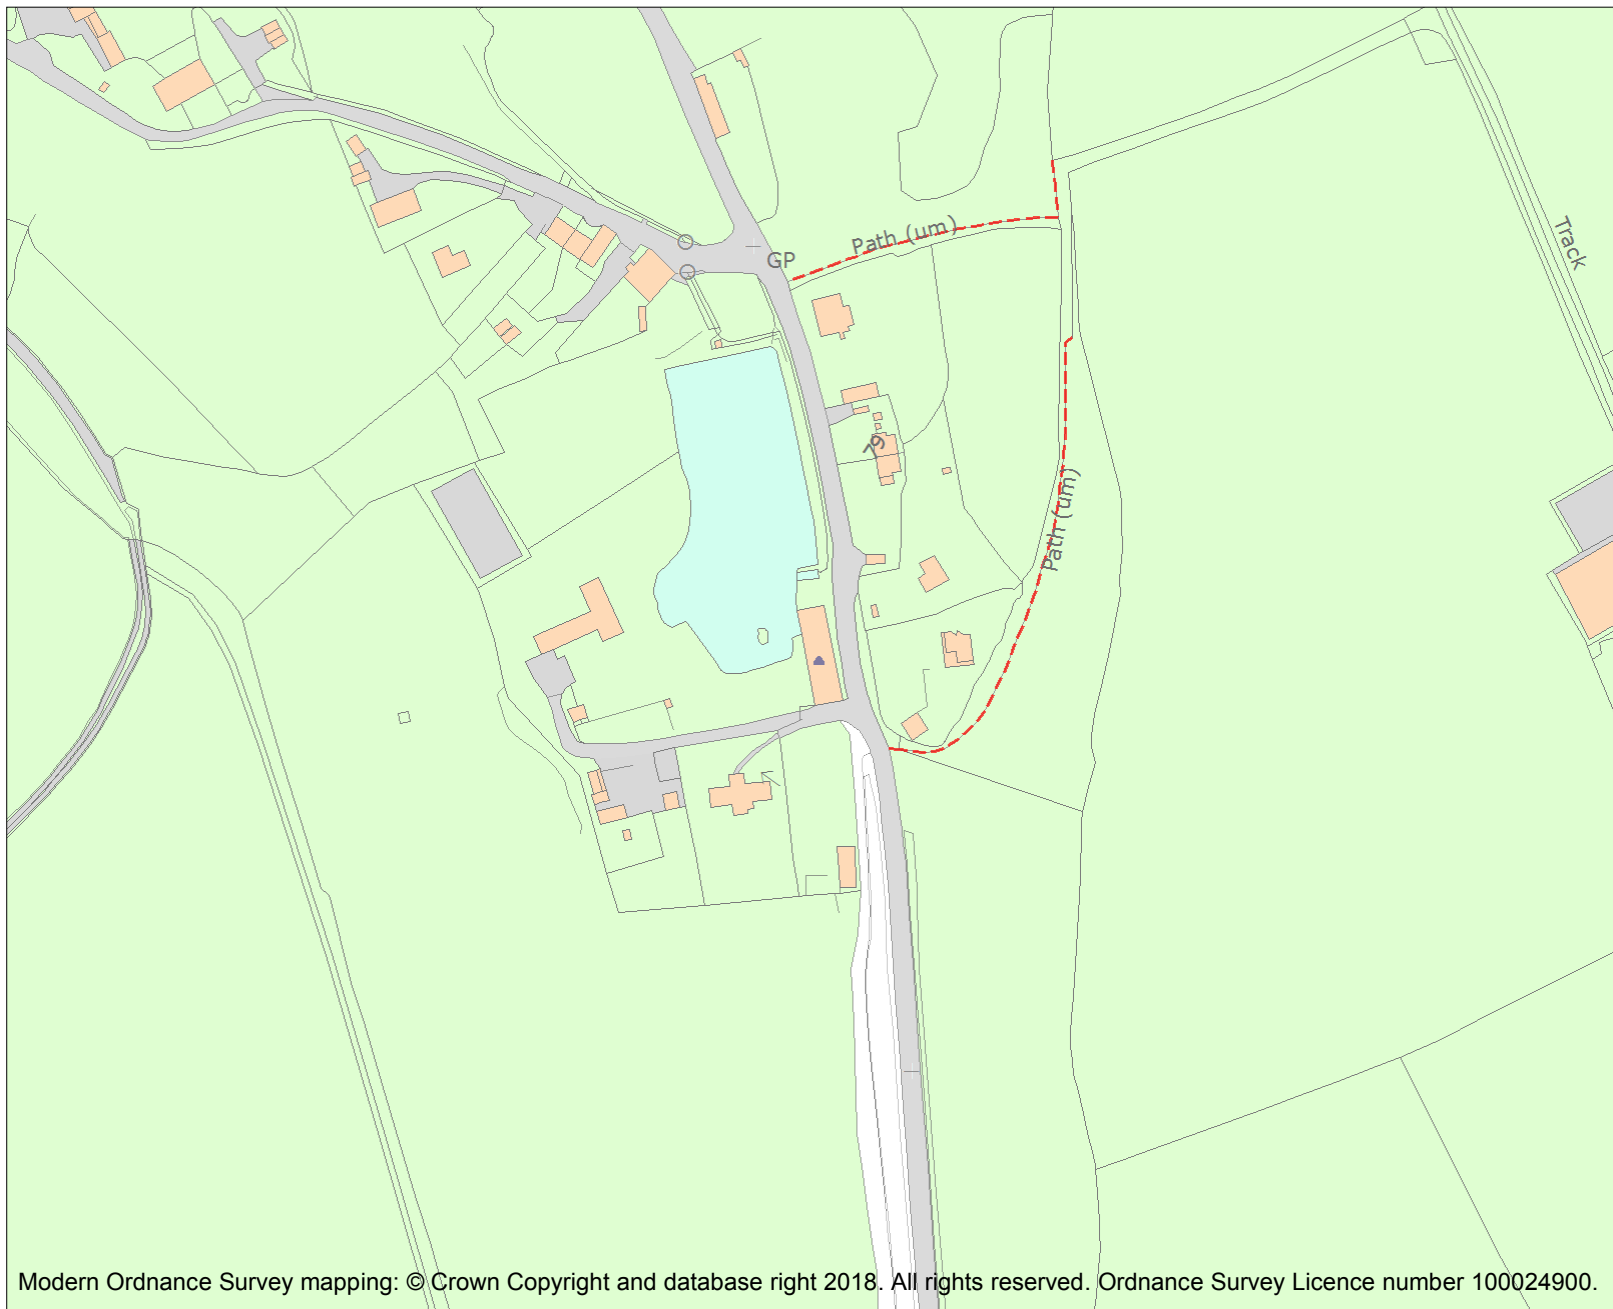 Path (um)
Track
GP
79
Path (um)
Modern Ordnance Survey mapping: © Crown Copyright and database right 2018. All rights reserved. Ordnance Survey Licence number 100024900.